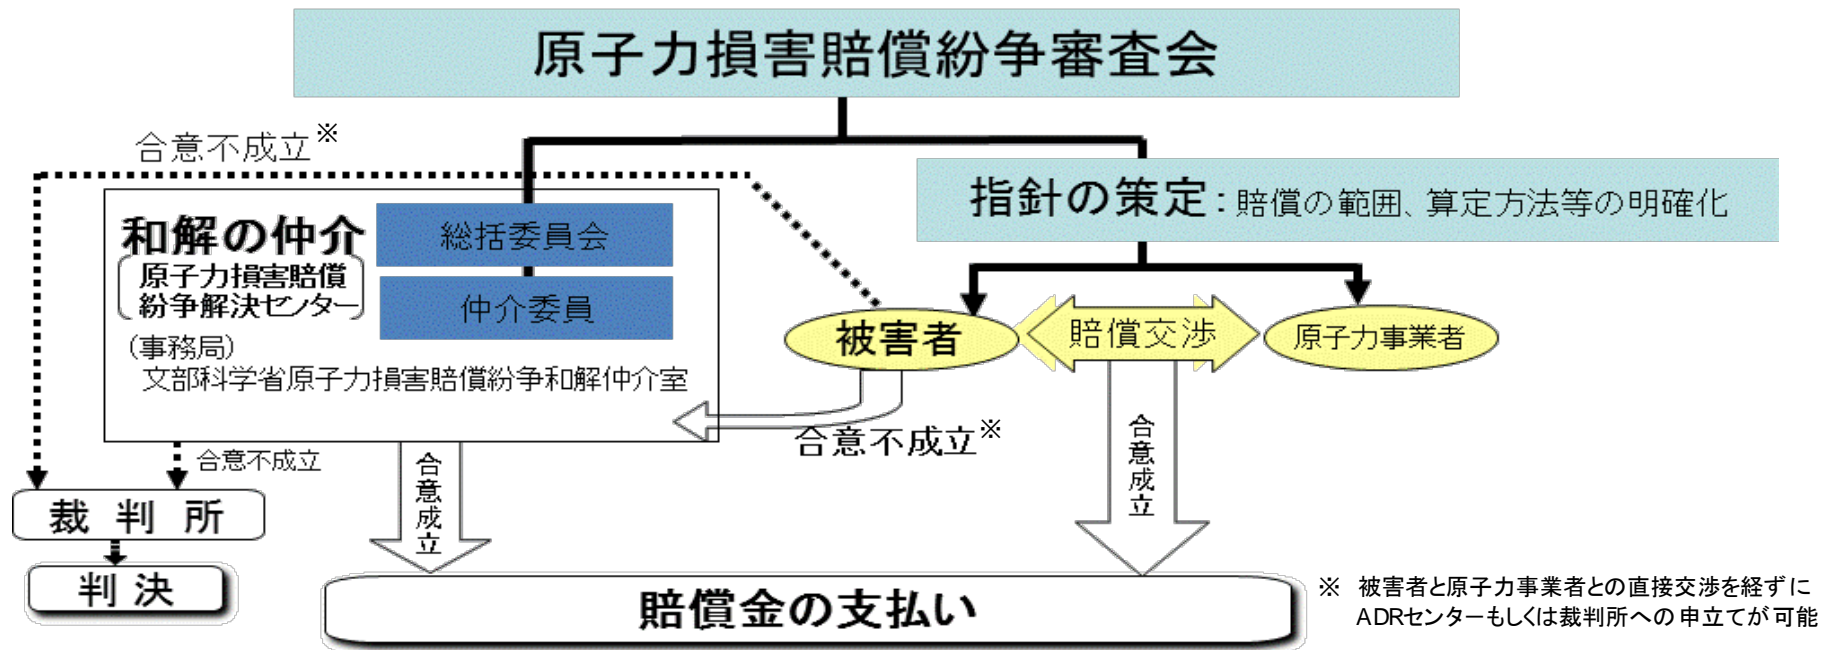 原子力損害賠償紛争審査会
合意不成立※
指針の策定：賠償の範囲、算定方法等の明確化
和解の仲介
原子力損害賠償
紛争解決センター
総括委員会
仲介委員
(事務局)
文部科学省原子力損害賠償紛争和解仲介室
被害者
賠償交渉
原子力事業者
合意不成立※
合意不成立
合意成立
合意成立
裁判所
判決
賠償金の支払い
※ 被害者と原子力事業者との直接交渉を経ずに
ADRセンターもしくは裁判所への申立てが可能